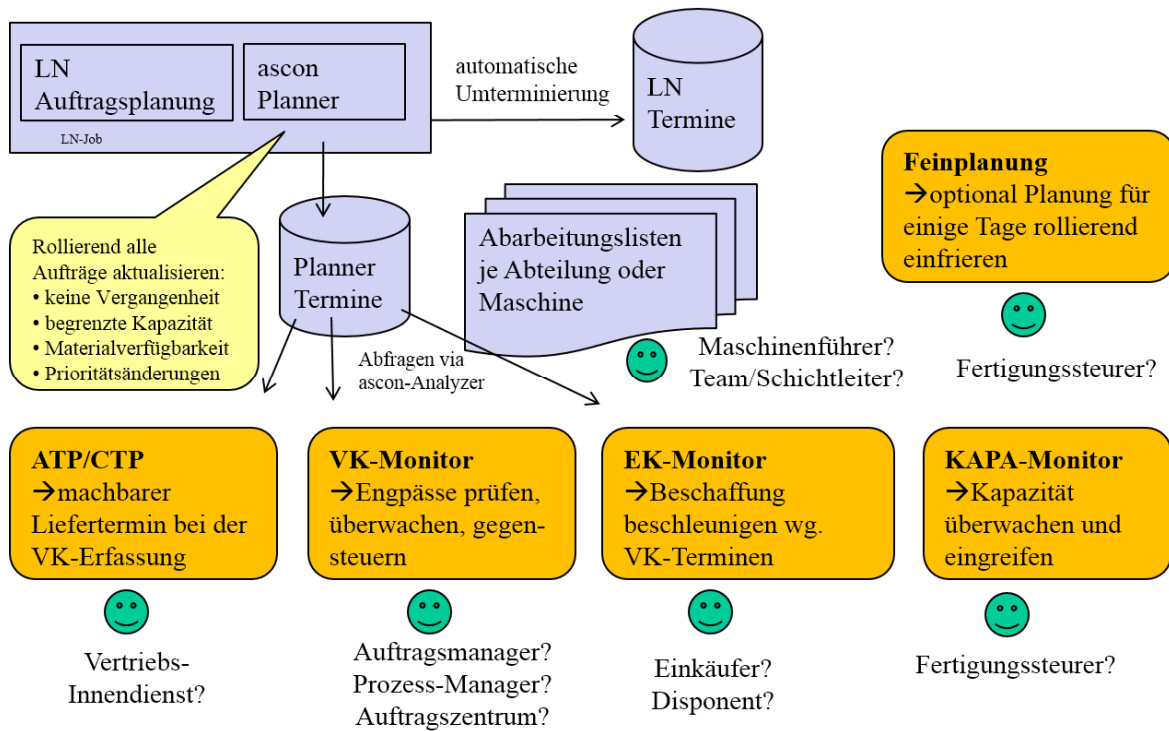 LN
Auftragsplanung
ascon
Planner
LN-Job
automatische
Umterminierung
LN
Termine
Rollierend alle
Aufträge aktualisieren:
• keine Vergangenheit
• begrenzte Kapazität
• Materialverfügbarkeit
• Prioritätsänderungen
Planner
Termine
Abfragen via
ascon-Analyzer
Abarbeitungslisten
je Abteilung oder
Maschine
Maschinenführer?
Team/Schichtleiter?
Feinplanung
→optional Planung für
einige Tage rollierend
einfrieren
Fertigungssteurer?
ATP/CTP
→machbarer
Liefertermin bei der
VK-Erfassung
Vertriebs-
Innendienst?
VK-Monitor
→Engpässe prüfen,
überwachen, gegen-
steuern
Auftragsmanager?
Prozess-Manager?
Auftragszentrum?
EK-Monitor
→Beschaffung
beschleunigen wg.
VK-Terminen
Einkäufer?
Disponent?
KAPA-Monitor
→Kapazität
überwachen und
eingreifen
Fertigungssteurer?